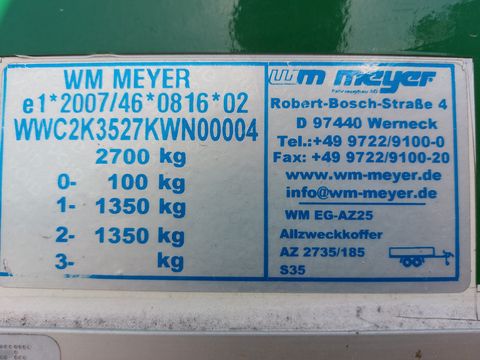 WM MEYER
e1*2007/46*0816*02
WWC2K3527KWN00004
2700 kg
0- 100 kg
1- 1350 kg
2- 1350 kg
3- kg
wm meyer
Fahrzeugbau AG
Robert-Bosch-Straße 4
D 97440 Werneck
Tel.:+49 9722/9100-0
Fax: +49 9722/9100-20
www.wm-meyer.de
info@wm-meyer.de
WM EG-AZ25
Allzweckkoffer
AZ 2735/185
S35